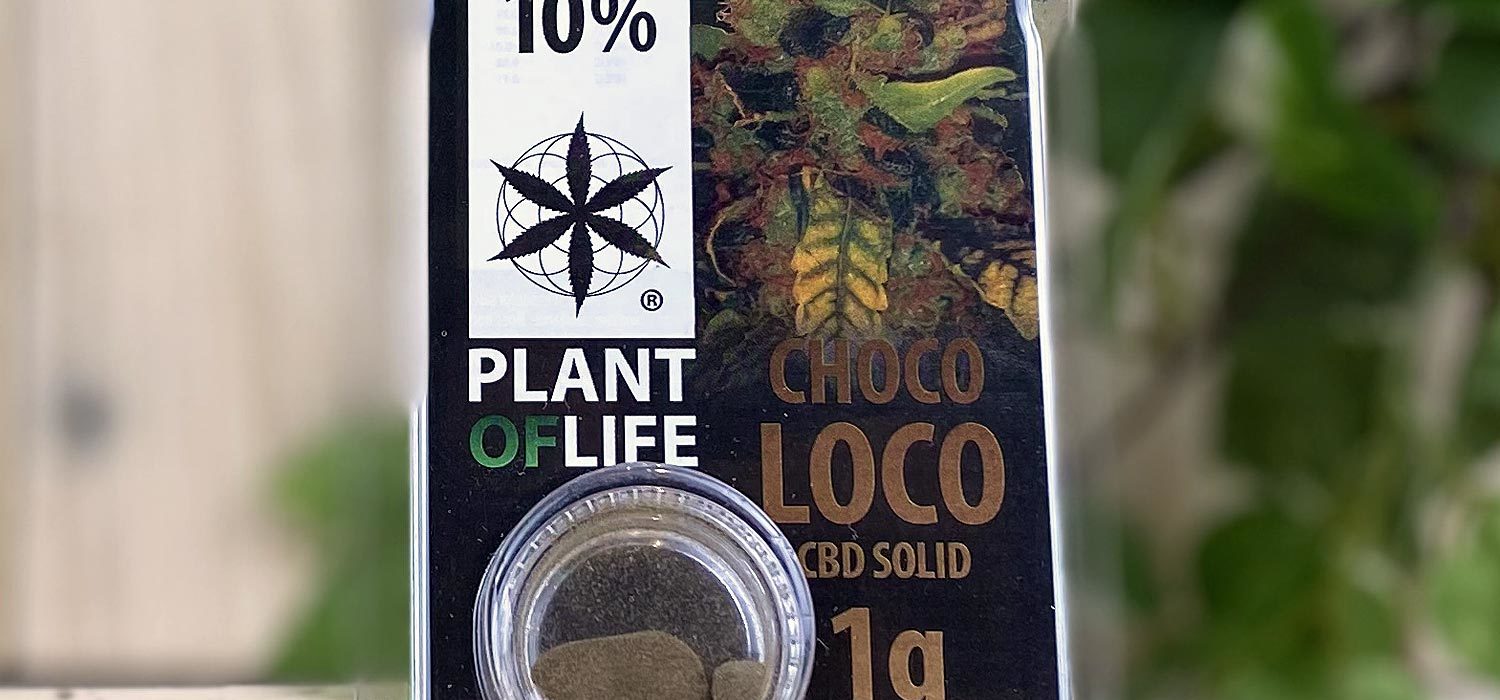 10%
®
PLANT
OFLIFE
CHOCO
LOCO
CBD SOLID
1g